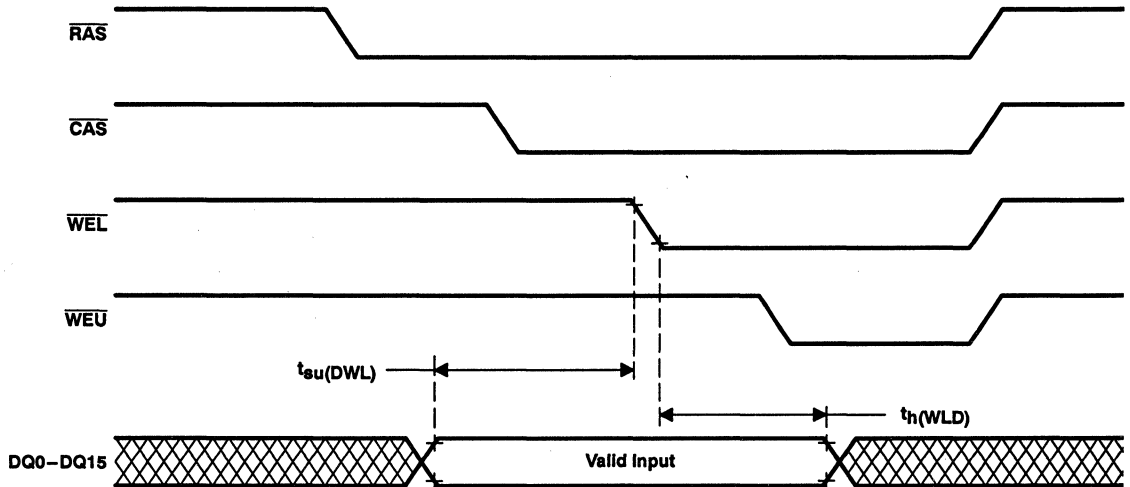 RAS
CAS
WEL
WEU
tsu(DWL)
th(WLD)
DQ0–DQ15
Valid Input